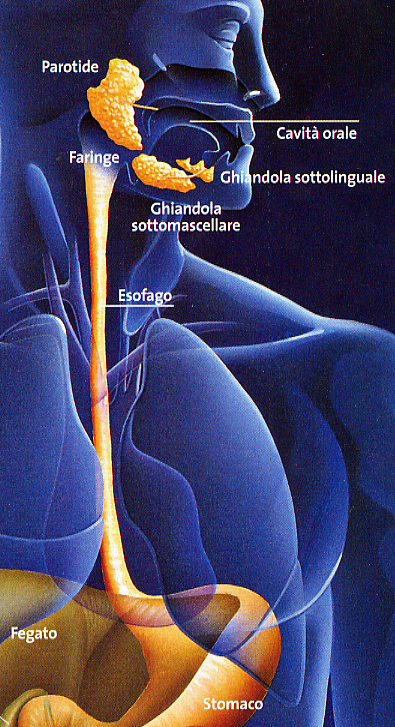 Parotide
Cavità orale
Faringe
Ghiandola sottolinguale
Ghiandola
sottomascellare
Esofago
Fegato
Stomaco